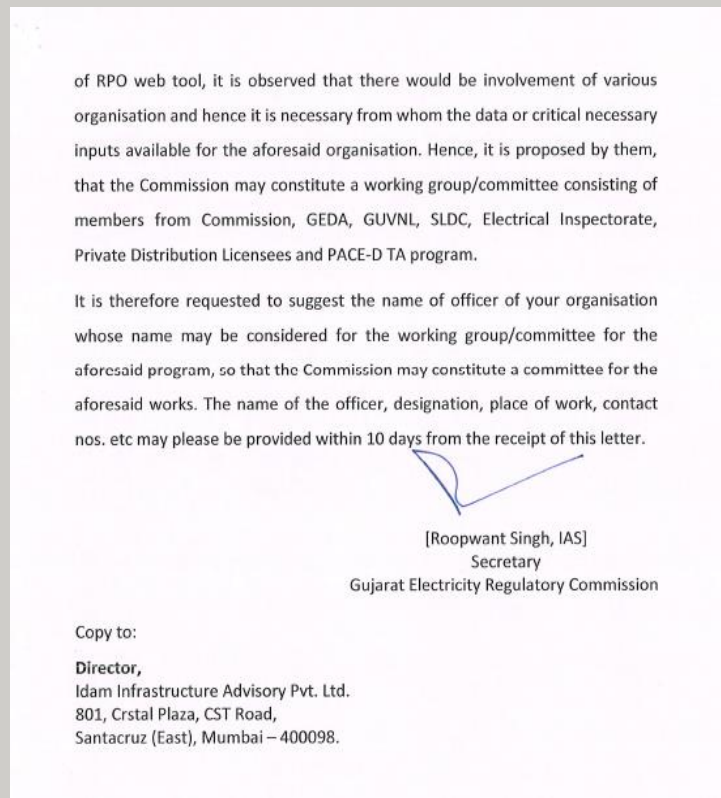 of RPO web tool, it is observed that there would be involvement of various
organisation and hence it is necessary from whom the data or critical necessary
inputs available for the aforesaid organisation. Hence, it is proposed by them,
that the Commission may constitute a working group/committee consisting of
members from Commission, GEDA, GUVNL, SLDC, Electrical Inspectorate,
Private Distribution Licensees and PACE-D TA program.
It is therefore requested to suggest the name of officer of your organisation
whose name may be considered for the working group/committee for the
aforesaid program, so that the Commission may constitute a committee for the
aforesaid works. The name of the officer, designation, place of work, contact
nos. etc may please be provided within 10 days from the receipt of this letter.
[Roopwant Singh, IAS]
Secretary
Gujarat Electricity Regulatory Commission
Copy to:
Director,
Idam Infrastructure Advisory Pvt. Ltd.
801, Crstal Plaza, CST Road,
Santacruz (East), Mumbai – 400098.